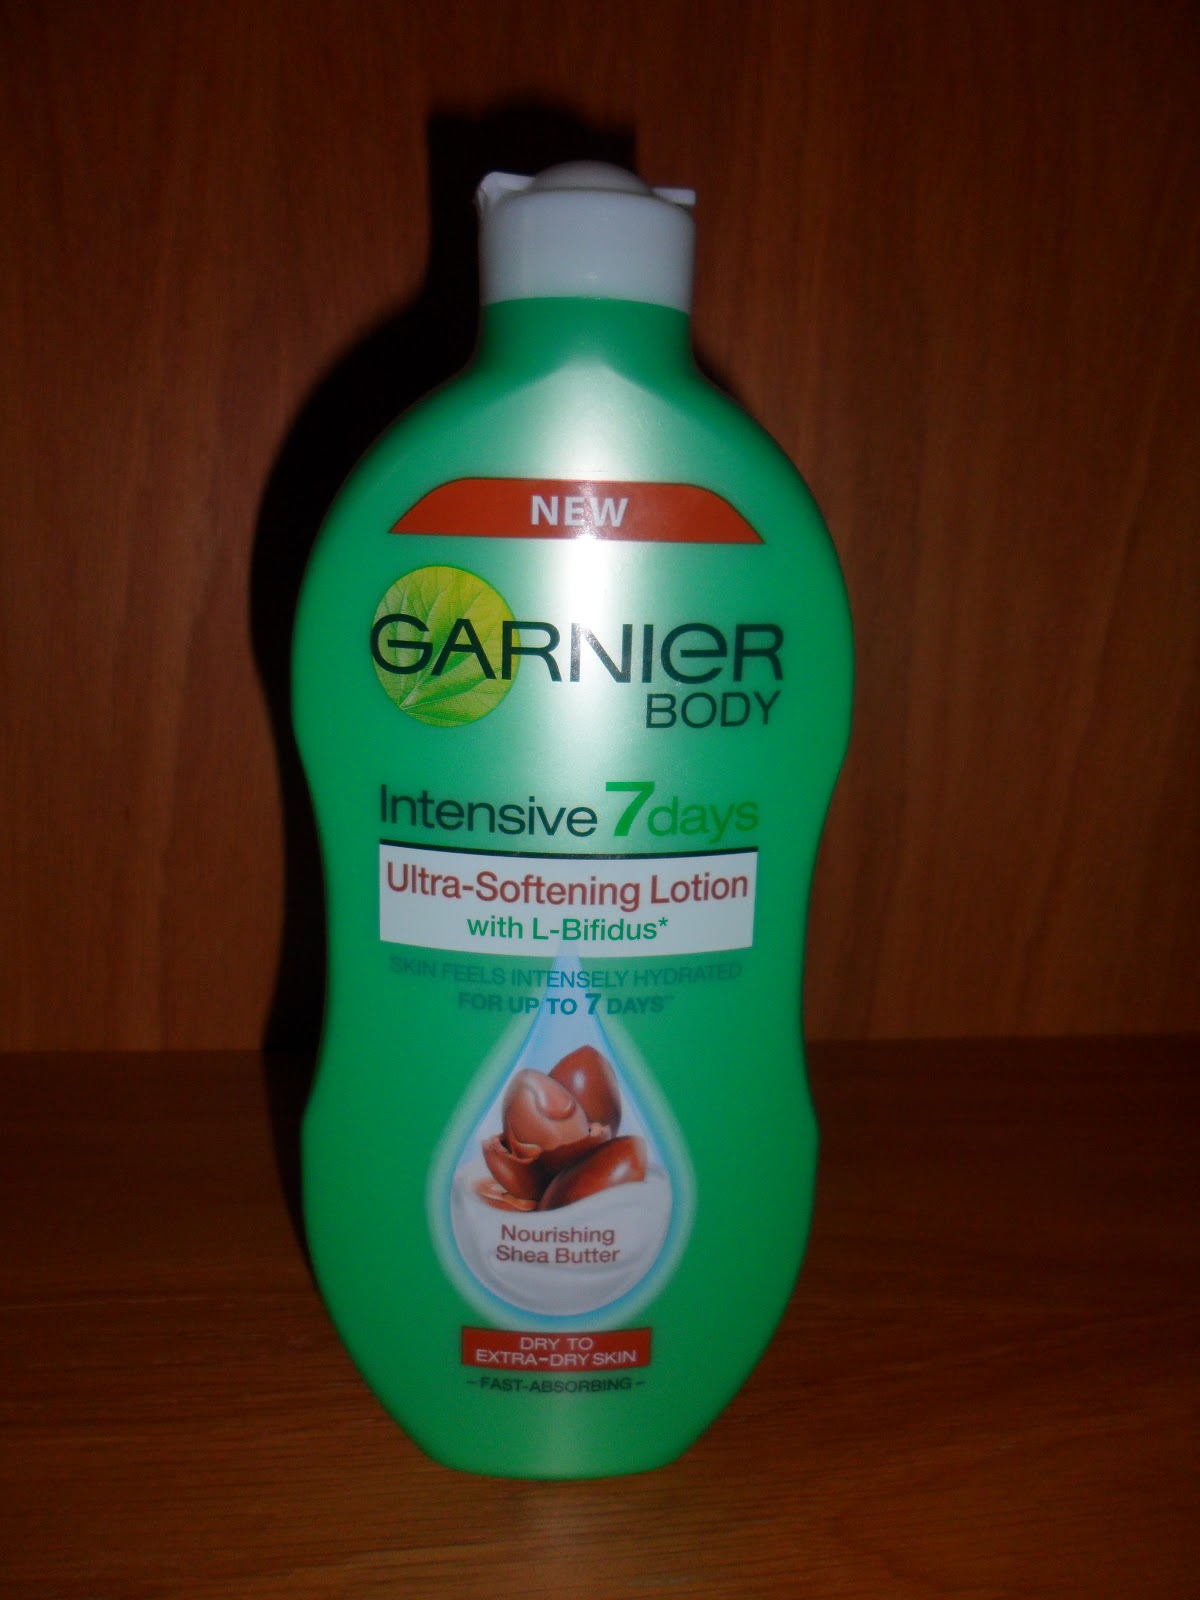 NEW
GARNIER
BODY
Intensive 7days
Ultra-Softening Lotion
with L-Bifidus*
SKIN FEELS INTENSELY HYDRATED
FOR UP TO 7 DAYS**
Nourishing
Shea Butter
DRY TO
EXTRA-DRY SKIN
- FAST-ABSORBING -